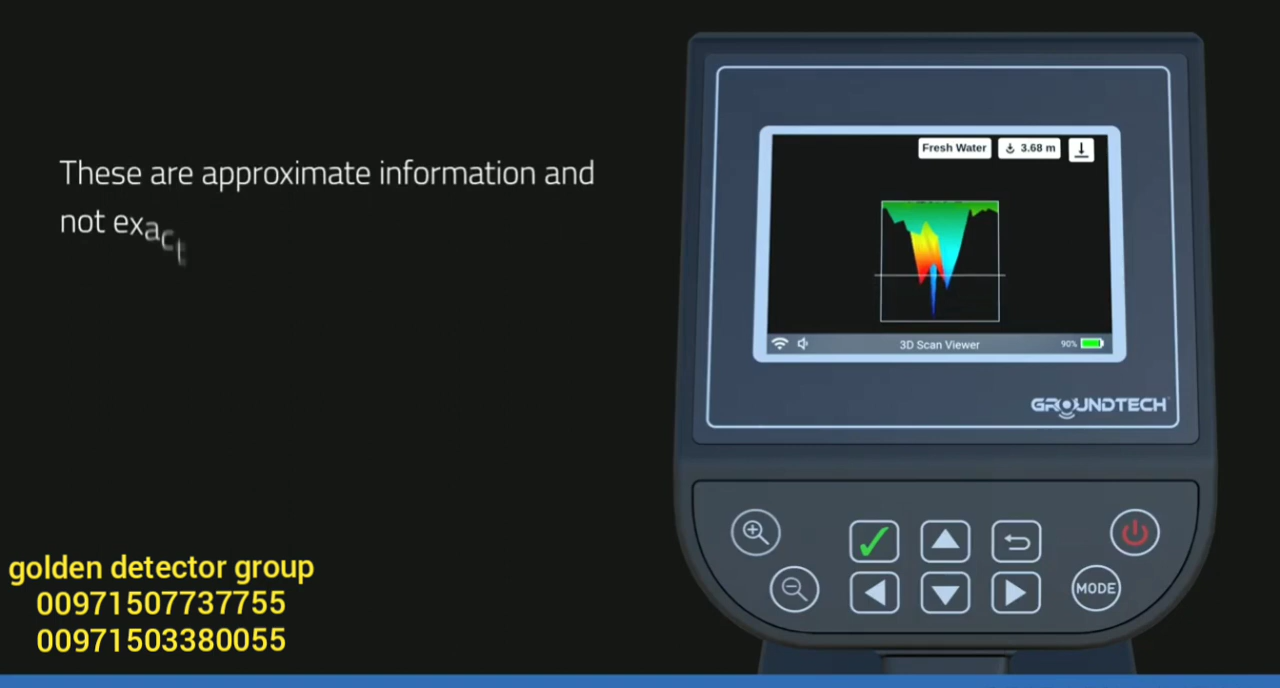 These are approximate information and
not exact
Fresh Water
3.68 m
3D Scan Viewer
90%
GROUNDTECH
MODE
golden detector group
00971507737755
00971503380055